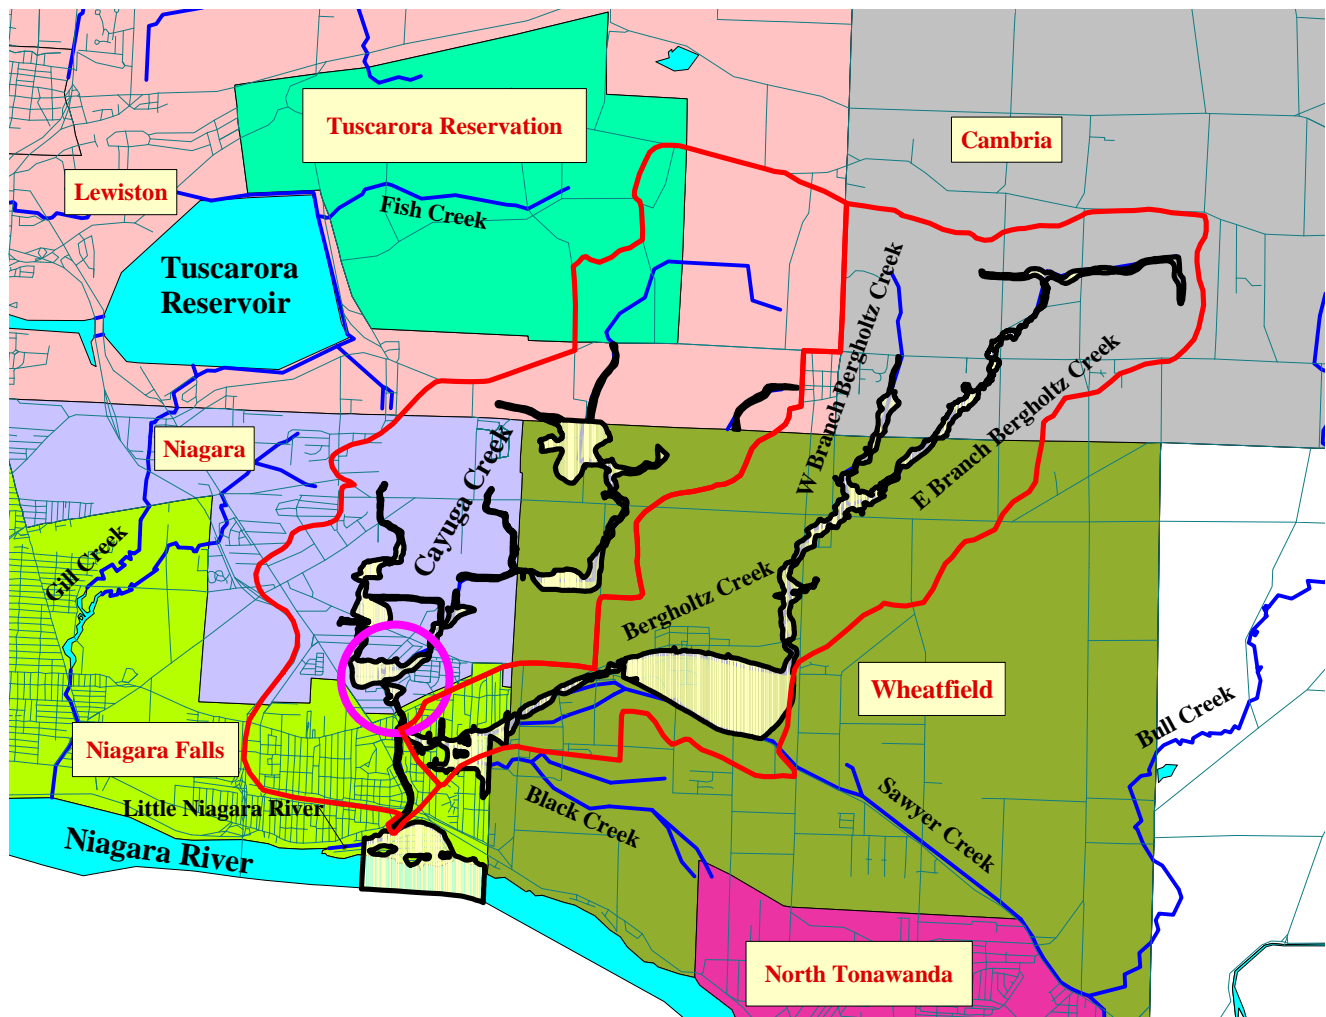 Tuscarora Reservation
Cambria
Lewiston
Fish Creek
Tuscarora
Reservoir
W Branch Bergholtz Creek
E Branch Bergholtz Creek
Niagara
Cayuga Creek
Gill Creek
Bergholtz Creek
Wheatfield
Bull Creek
Niagara Falls
Little Niagara River
Black Creek
Sawyer Creek
Niagara River
North Tonawanda